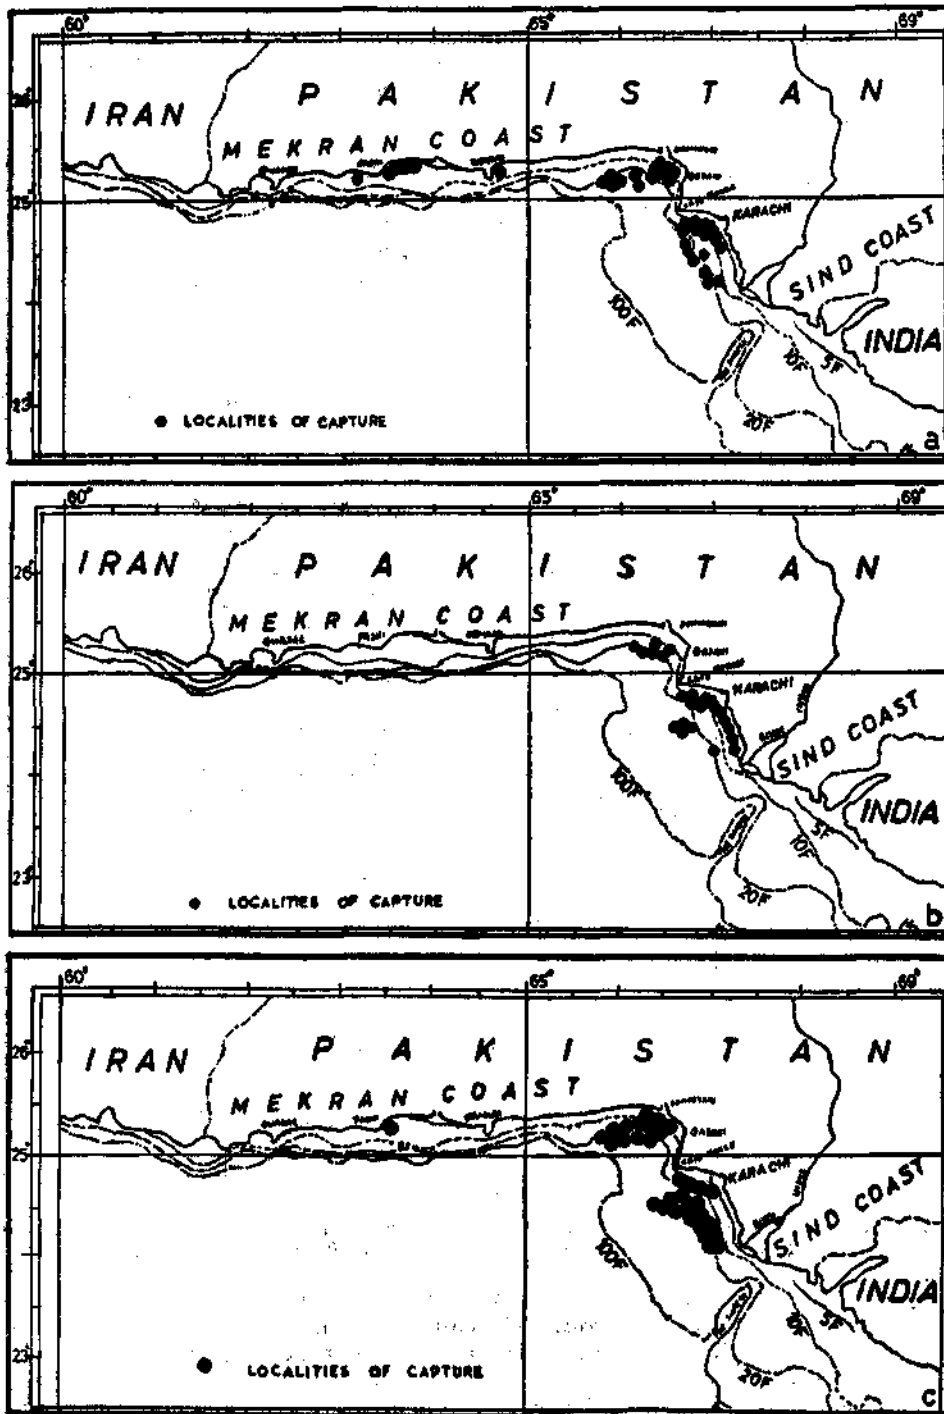 60° 65° 69°
IRAN PAKISTAN
MEKRAN COAST
25
KARACHI
SIND COAST
INDIA
100F
10F 5F
20F
23
LOCALITIES OF CAPTURE
a
60° 65° 69°
IRAN PAKISTAN
26
MEKRAN COAST
25
KARACHI
SIND COAST
INDIA
100F
10F 5F
20F
23
LOCALITIES OF CAPTURE
b
60° 65° 69°
26
IRAN PAKISTAN
MEKRAN COAST
25
KARACHI
SIND COAST
INDIA
100F
10F 5F
20F
23
LOCALITIES OF CAPTURE
c